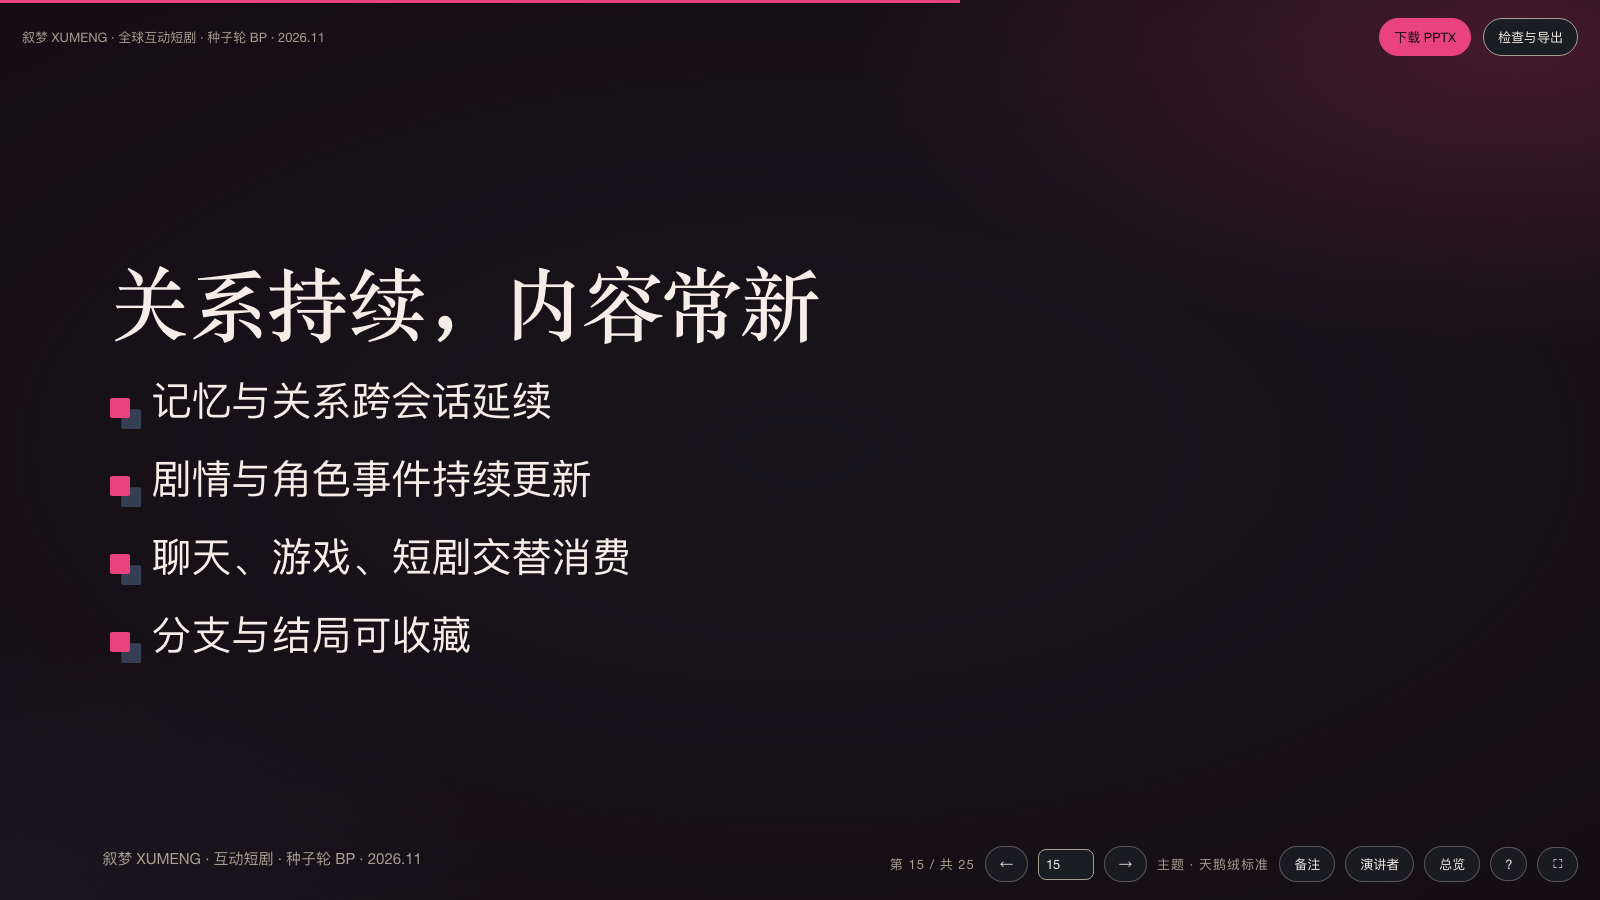 叙梦 XUMENG · 全球互动短剧 · 种子轮 BP · 2026.11
下载 PPTX
检查与导出
关系持续，内容常新
记忆与关系跨会话延续
剧情与角色事件持续更新
聊天、游戏、短剧交替消费
分支与结局可收藏
叙梦 XUMENG · 互动短剧 · 种子轮 BP · 2026.11
第 15 / 共 25
←
15
→
主题 · 天鹅绒标准
备注
演讲者
总览
?